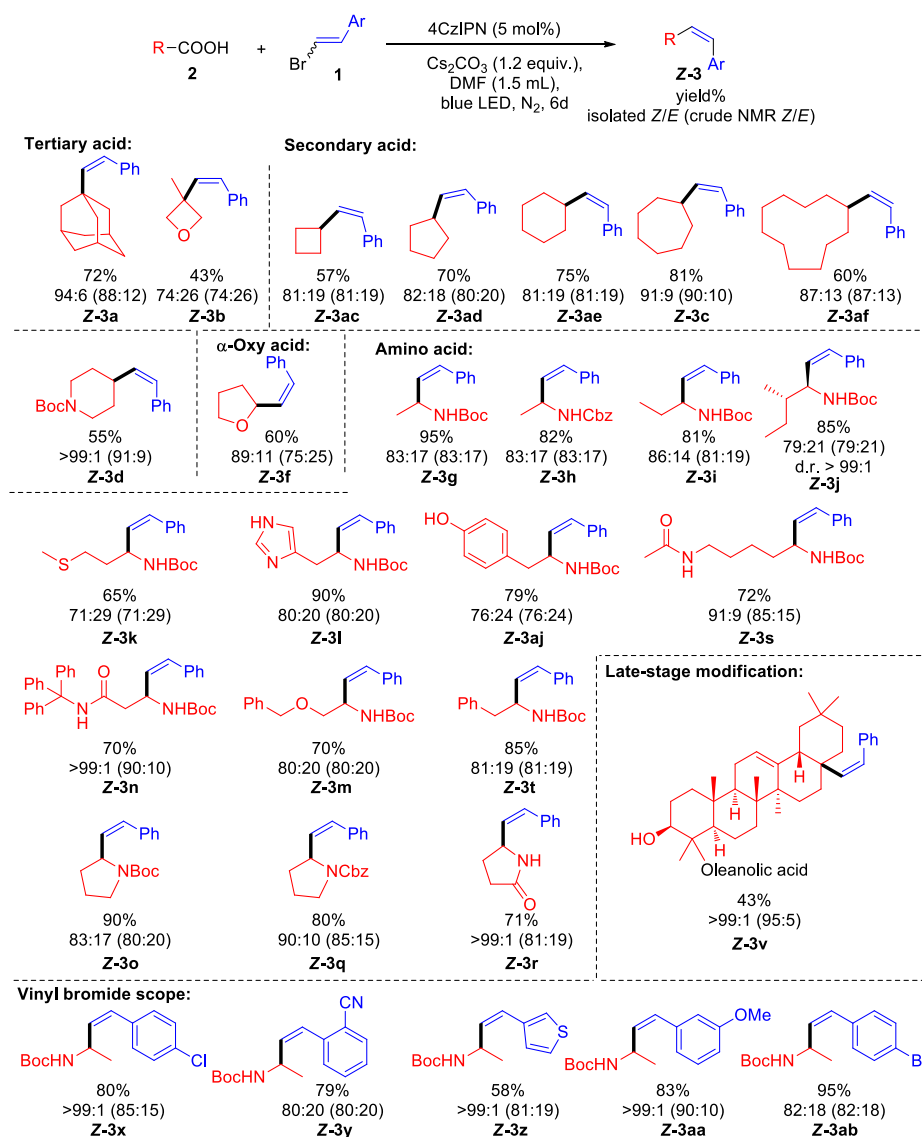 R–COOH + Br Ar
2 1
4CzIPN (5 mol%)
Cs2CO3 (1.2 equiv.),
DMF (1.5 mL),
blue LED, N2, 6d
R Ar
Z-3
yield%
isolated Z/E (crude NMR Z/E)
Tertiary acid: Secondary acid:
Ph Ph Ph Ph Ph Ph Ph
O
72% 43% 57% 70% 75% 81% 60%
94:6 (88:12) 74:26 (74:26) 81:19 (81:19) 82:18 (80:20) 81:19 (81:19) 91:9 (90:10) 87:13 (87:13)
Z-3a Z-3b Z-3ac Z-3ad Z-3ae Z-3c Z-3af
α-Oxy acid: Amino acid:
BocN Ph Ph O Ph NHBoc Ph NHCbz Ph NHBoc Ph NHBoc
55% 60% 95% 82% 81% 85%
>99:1 (91:9) 89:11 (75:25) 83:17 (83:17) 83:17 (83:17) 86:14 (81:19) 79:21 (79:21)
d.r. > 99:1
Z-3d Z-3f Z-3g Z-3h Z-3i Z-3j
S Ph NHBoc HN N Ph NHBoc HO Ph NHBoc O N H Ph NHBoc
65% 90% 79% 72%
71:29 (71:29) 80:20 (80:20) 76:24 (76:24) 91:9 (85:15)
Z-3k Z-3l Z-3aj Z-3s
Ph Ph Ph N H O Ph NHBoc Ph O Ph NHBoc Ph Ph NHBoc
70% 70% 85%
>99:1 (90:10) 80:20 (80:20) 81:19 (81:19)
Z-3n Z-3m Z-3t
Ph N Boc Ph N Cbz Ph NH O
90% 80% 71%
83:17 (80:20) 90:10 (85:15) >99:1 (81:19)
Z-3o Z-3q Z-3r
Late-stage modification:
Ph
H H H
HO
Oleanolic acid
43%
>99:1 (95:5)
Z-3v
Vinyl bromide scope:
BocHN Cl BocHN CN BocHN S BocHN OMe BocHN
80% 79% 58% 83% 95%
>99:1 (85:15) 80:20 (80:20) >99:1 (81:19) >99:1 (90:10) 82:18 (82:18)
Z-3x Z-3y Z-3z Z-3aa Z-3ab